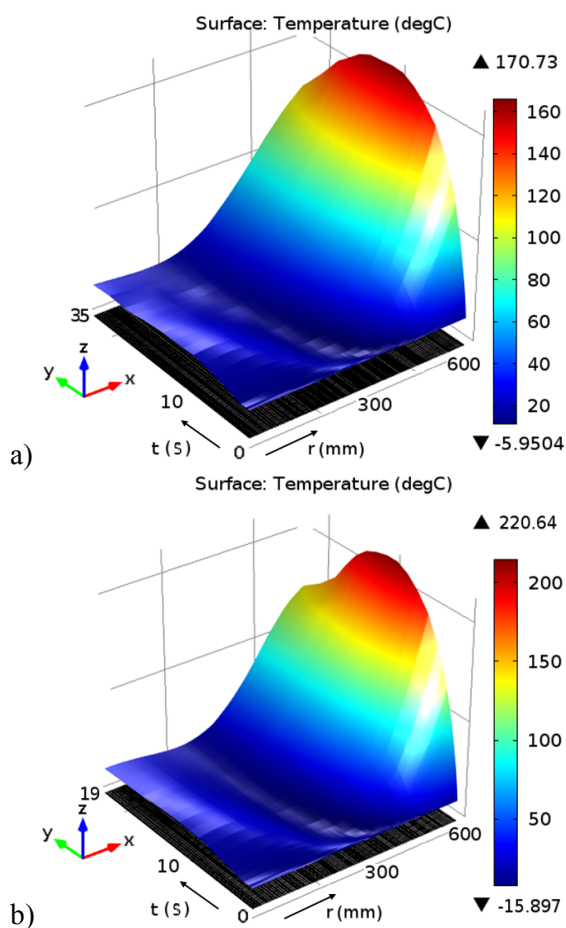 Surface: Temperature (degC)
▲ 170.73
160
140
120
100
80
60
40
20
▼ -5.9504
35
10
0
t (S)
300
600
r (mm)
z
y
x
a)
Surface: Temperature (degC)
▲ 220.64
200
150
100
50
▼ -15.897
19
10
0
t (S)
300
600
r (mm)
z
y
x
b)